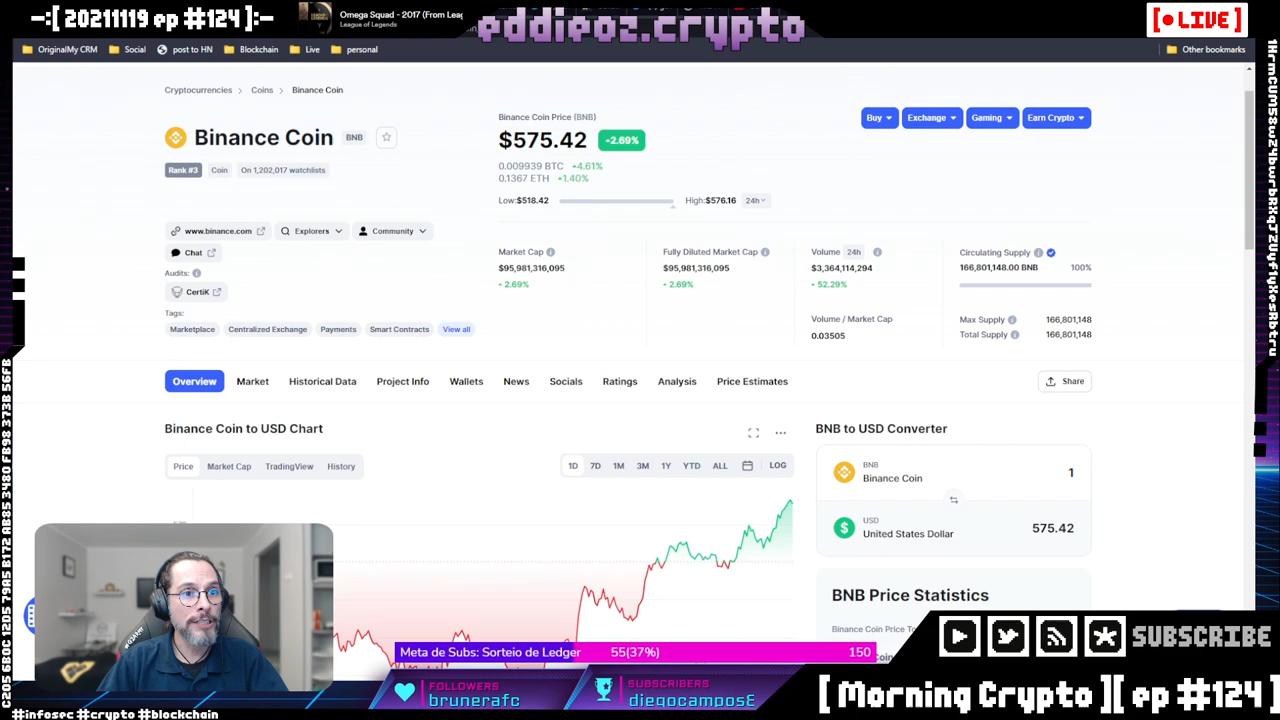 :[ 20211119 ep #124 ]:-
Omega Squad - 2017 (From Leag
League of Legends
eddieoz.crypto
[●LIVE]
OriginalMy CRM
Social
post to HN
Blockchain
Live
personal
Other bookmarks
Cryptocurrencies > Coins > Binance Coin
Binance Coin BNB
Rank #3
Coin
On 1,202,017 watchlists
Binance Coin Price (BNB)
$575.42 2.69%
0.009939 BTC 4.61%
0.1367 ETH 1.40%
Low:$518.42
High:$576.16
24h
Buy
Exchange
Gaming
Earn Crypto
www.binance.com
Explorers
Community
Chat
Audits:
CertiK
Tags:
Marketplace
Centralized Exchange
Payments
Smart Contracts
View all
Market Cap
$95,981,316,095
2.69%
Fully Diluted Market Cap
$95,981,316,095
2.69%
Volume 24h
$3,364,114,294
52.29%
Volume / Market Cap
0.03505
Circulating Supply
166,801,148.00 BNB 100%
Max Supply 166,801,148
Total Supply 166,801,148
Overview
Market
Historical Data
Project Info
Wallets
News
Socials
Ratings
Analysis
Price Estimates
Share
Binance Coin to USD Chart
Price
Market Cap
TradingView
History
1D
7D
1M
3M
1Y
YTD
ALL
LOG
BNB to USD Converter
BNB
Binance Coin
1
USD
United States Dollar
575.42
BNB Price Statistics
Binance Coin Price To
Meta de Subs: Sorteio de Ledger 55(37%) 150
FOLLOWERS
brunerafc
SUBSCRIBERS
diegocamposE
SUBSCRIBE
[ Morning Crypto ][ ep #124 ]
#crypto #blockchain